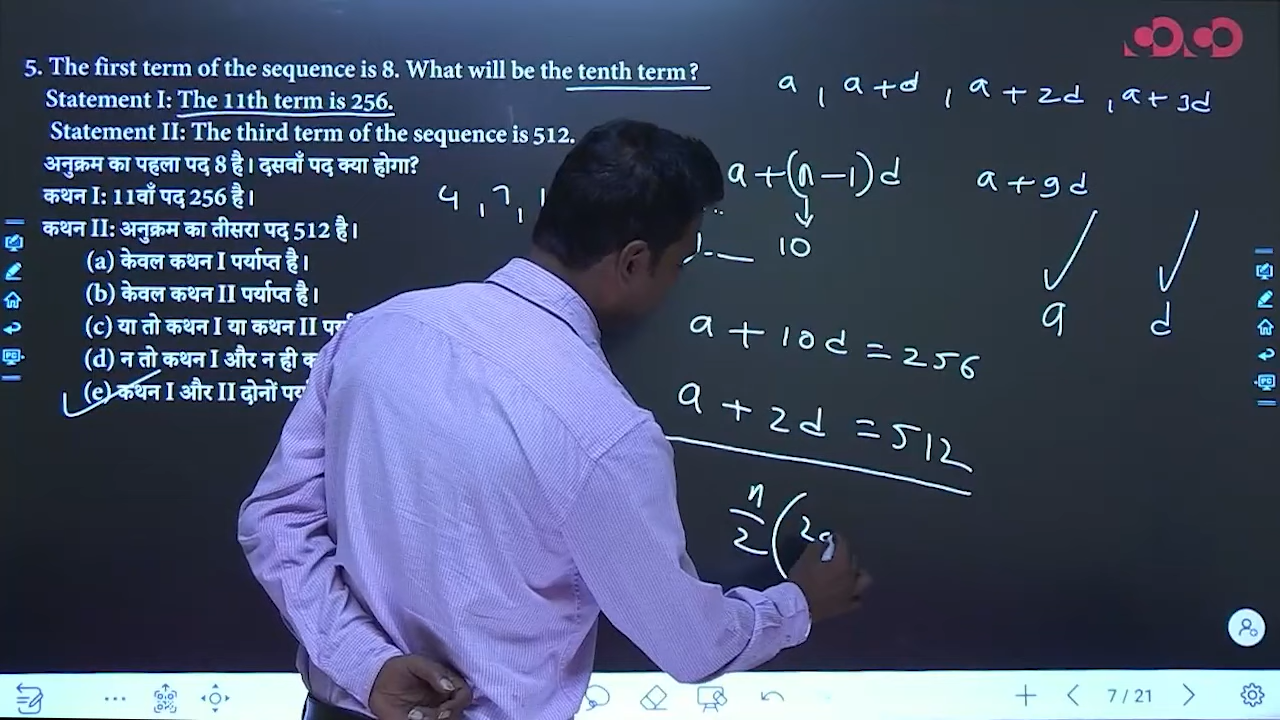 5. The first term of the sequence is 8. What will be the tenth term?
Statement I: The 11th term is 256.
Statement II: The third term of the sequence is 512.
अनुक्रम का पहला पद 8 है। दसवाँ पद क्या होगा?
कथन I: 11वाँ पद 256 है।
कथन II: अनुक्रम का तीसरा पद 512 है।
(a) केवल कथन I पर्याप्त है।
(b) केवल कथन II पर्याप्त है।
(c) या तो कथन I या कथन II
(d) न तो कथन I और न ही
(e) कथन I और II दोनों
a, a+d, a+2d, a+3d
4, 7,
a+(n-1)d
10
a+9d
a d
a+10d=256
a+2d=512
n/2(2a
7/21